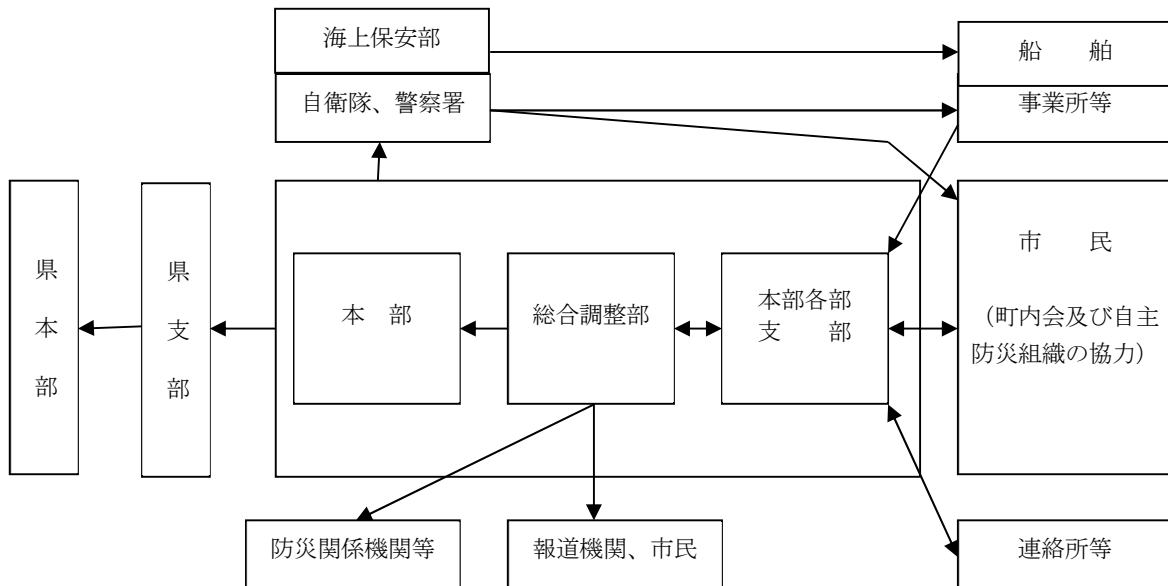 海上保安部
船　　舶
自衛隊、警察署
事業所等
県本部
県支部
本　部
総合調整部
本部各部
支　　部
市　　民
（町内会及び自主
防災組織の協力）
防災関係機関等
報道機関、市民
連絡所等